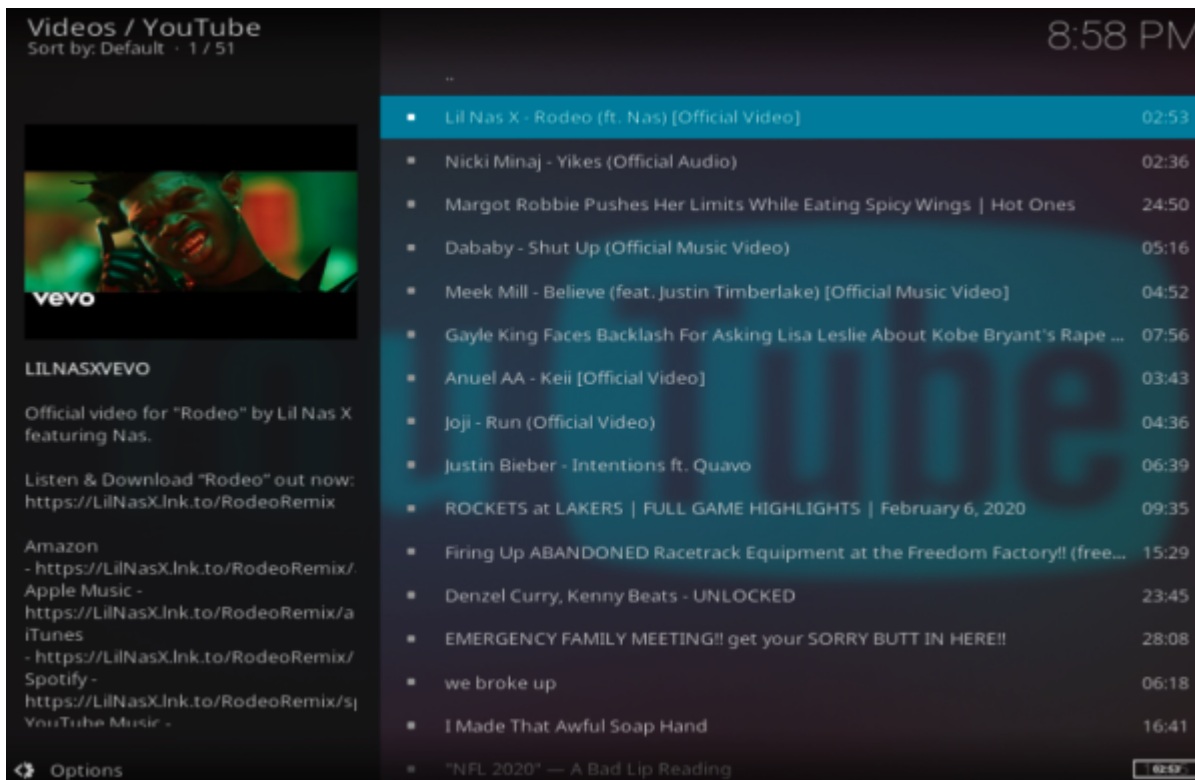 Videos / YouTube
Sort by: Default · 1 / 51
8:58 PM
..
Lil Nas X - Rodeo (ft. Nas) [Official Video] 02:53
Nicki Minaj - Yikes (Official Audio) 02:36
Margot Robbie Pushes Her Limits While Eating Spicy Wings | Hot Ones 24:50
Dababy - Shut Up (Official Music Video) 05:16
Meek Mill - Believe (feat. Justin Timberlake) [Official Music Video] 04:52
Gayle King Faces Backlash For Asking Lisa Leslie About Kobe Bryant's Rape ... 07:56
Anuel AA - Keii [Official Video] 03:43
Joji - Run (Official Video) 04:36
Justin Bieber - Intentions ft. Quavo 06:39
ROCKETS at LAKERS | FULL GAME HIGHLIGHTS | February 6, 2020 09:35
Firing Up ABANDONED Racetrack Equipment at the Freedom Factory!! (free... 15:29
Denzel Curry, Kenny Beats - UNLOCKED 23:45
EMERGENCY FAMILY MEETING!! get your SORRY BUTT IN HERE!! 28:08
we broke up 06:18
I Made That Awful Soap Hand 16:41
"NFL 2020" — A Bad Lip Reading
02:53
vevo
LILNASXVEVO
Official video for "Rodeo" by Lil Nas X
featuring Nas.
Listen & Download “Rodeo” out now:
https://LilNasX.lnk.to/RodeoRemix
Amazon
- https://LilNasX.lnk.to/RodeoRemix/
Apple Music -
https://LilNasX.lnk.to/RodeoRemix/a
iTunes
- https://LilNasX.lnk.to/RodeoRemix/
Spotify -
https://LilNasX.lnk.to/RodeoRemix/s
YouTube Music -
Options
Tube